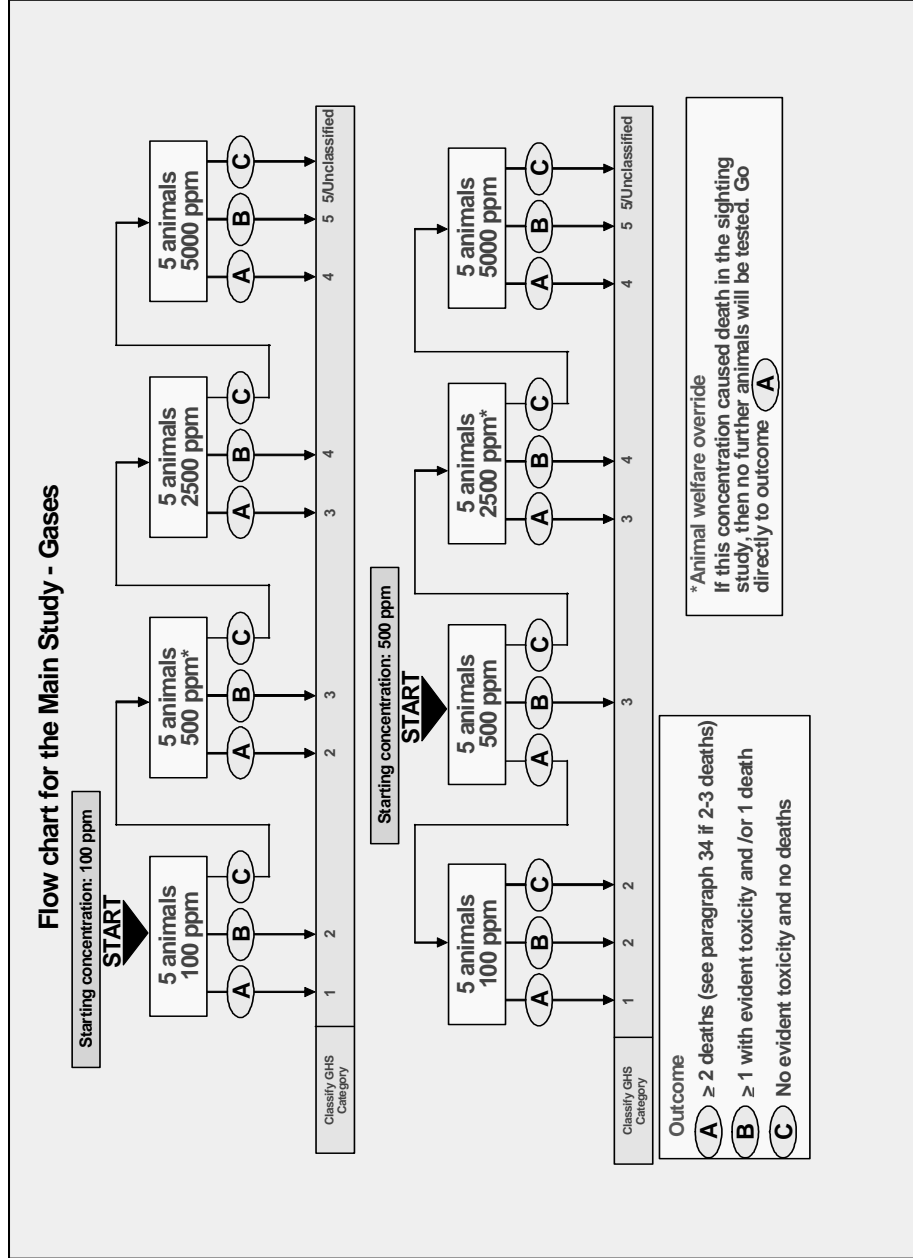 Flow chart for the Main Study - Gases
Starting concentration: 100 ppm
START
5 animals
100 ppm
A B C
5 animals
500 ppm*
A B C
5 animals
2500 ppm
A B C
5 animals
5000 ppm
A B C
Classify GHS
Category
1 2 2 3 3 4 4 5 5/Unclassified
Starting concentration: 500 ppm
START
5 animals
100 ppm
A B C
5 animals
500 ppm
A B C
5 animals
2500 ppm*
A B C
5 animals
5000 ppm
A B C
Classify GHS
Category
1 2 2 3 3 4 4 5 5/Unclassified
Outcome
A ≥ 2 deaths (see paragraph 34 if 2-3 deaths)
B ≥ 1 with evident toxicity and /or 1 death
C No evident toxicity and no deaths
*Animal welfare override
If this concentration caused death in the sighting
study, then no further animals will be tested. Go
directly to outcome A